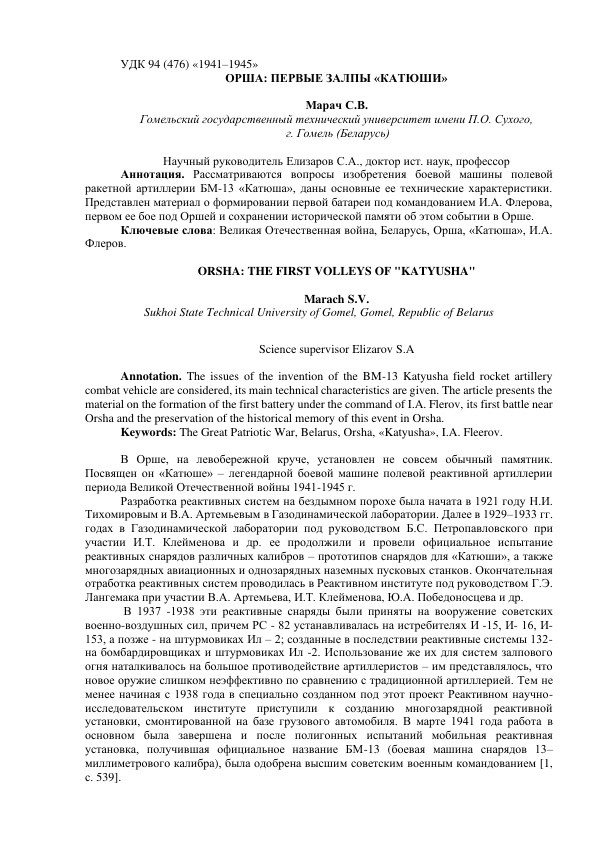 УДК 94 (476) «1941–1945»
ОРША: ПЕРВЫЕ ЗАЛПЫ «КАТЮШИ»
Марач С.В.
Гомельский государственный технический университет имени П.О. Сухого,
г. Гомель (Беларусь)
Научный руководитель Елизаров С.А., доктор ист. наук, профессор
Аннотация. Рассматриваются вопросы изобретения боевой машины полевой
ракетной артиллерии БМ-13 «Катюша», даны основные ее технические характеристики.
Представлен материал о формировании первой батареи под командованием И.А. Флерова,
первом ее бое под Оршей и сохранении исторической памяти об этом событии в Орше.
Ключевые слова: Великая Отечественная война, Беларусь, Орша, «Катюша», И.А.
Флеров.
ORSHA: THE FIRST VOLLEYS OF "KATYUSHA"
Marach S.V.
Sukhoi State Technical University of Gomel, Gomel, Republic of Belarus
Science supervisor Elizarov S.A
Annotation. The issues of the invention of the BM-13 Katyusha field rocket artillery
combat vehicle are considered, its main technical characteristics are given. The article presents the
material on the formation of the first battery under the command of I.A. Flerov, its first battle near
Orsha and the preservation of the historical memory of this event in Orsha.
Keywords: The Great Patriotic War, Belarus, Orsha, «Katyusha», I.A. Fleerov.
В Орше, на левобережной круче, установлен не совсем обычный памятник.
Посвящен он «Катюше» – легендарной боевой машине полевой реактивной артиллерии
периода Великой Отечественной войны 1941-1945 г.
Разработка реактивных систем на бездымном порохе была начата в 1921 году Н.И.
Тихомировым и В.А. Артемьевым в Газодинамической лаборатории. Далее в 1929–1933 гг.
годах в Газодинамической лаборатории под руководством Б.С. Петропавловского при
участии И.Т. Клейменова и др. ее продолжили и провели официальное испытание
реактивных снарядов различных калибров – прототипов снарядов для «Катюши», а также
многозарядных авиационных и однозарядных наземных пусковых станков. Окончательная
отработка реактивных систем проводилась в Реактивном институте под руководством Г.Э.
Лангемака при участии В.А. Артемьева, И.Т. Клейменова, Ю.А. Победоносцева и др.
В 1937 -1938 эти реактивные снаряды были приняты на вооружение советских
военно-воздушных сил, причем РС - 82 устанавливалась на истребителях И -15, И- 16, И-
153, а позже - на штурмовиках Ил – 2; созданные в последствии реактивные системы 132-
на бомбардировщиках и штурмовиках Ил -2. Использование же их для систем залпового
огня наталкивалось на большое противодействие артиллеристов – им представлялось, что
новое оружие слишком неэффективно по сравнению с традиционной артиллерией. Тем не
менее начиная с 1938 года в специально созданном под этот проект Реактивном научно-
исследовательском институте приступили к созданию многозарядной реактивной
установки, смонтированной на базе грузового автомобиля. В марте 1941 года работа в
основном была завершена и после полигонных испытаний мобильная реактивная
установка, получившая официальное название БМ-13 (боевая машина снарядов 13–
миллиметрового калибра), была одобрена высшим советским военным командованием [1,
с. 539].